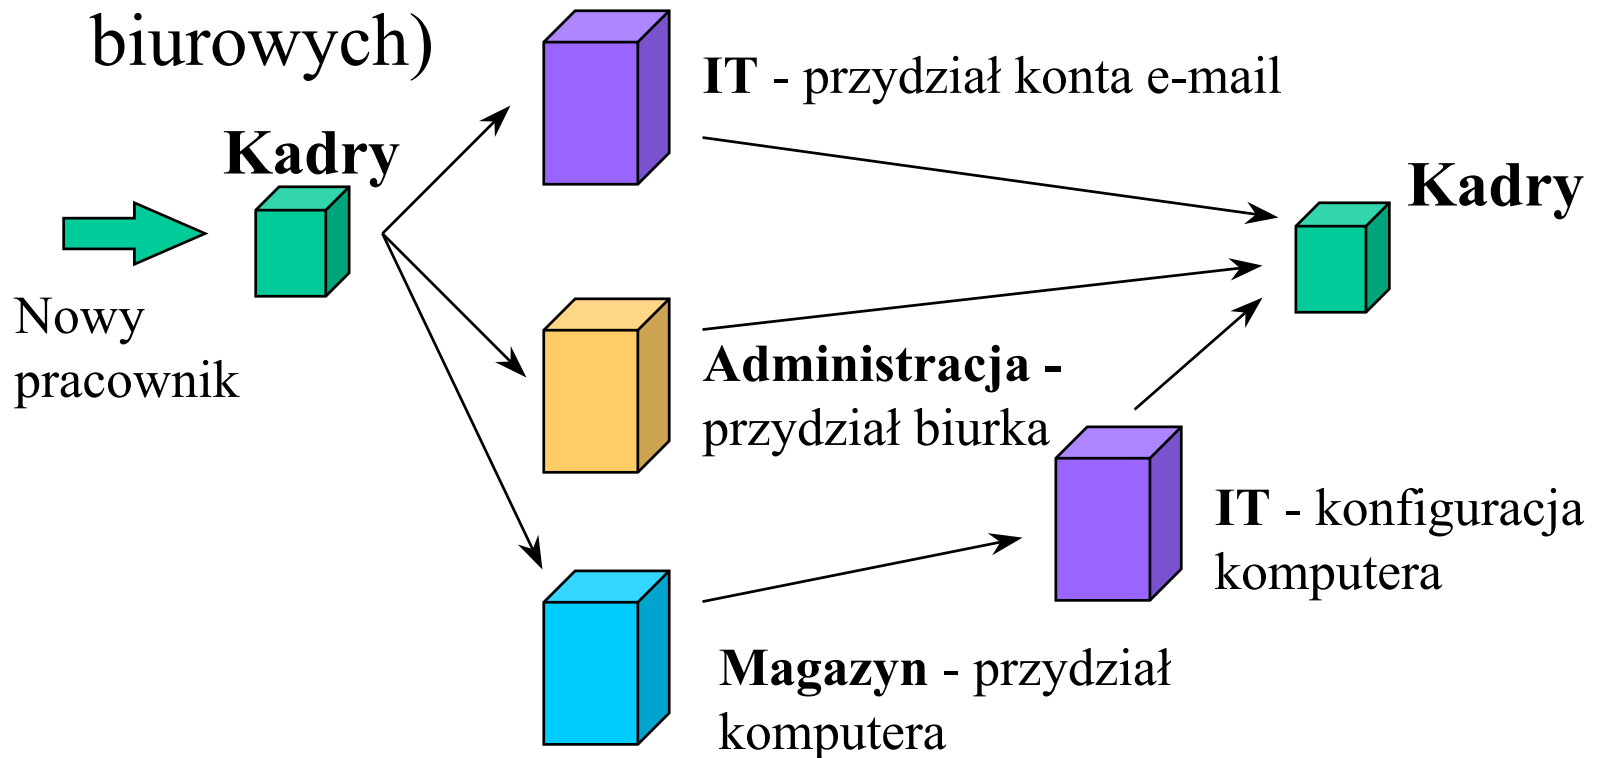 biurowych)
IT - przydział konta e-mail
Kadry
Kadry
Nowy
pracownik
Administracja -
przydział biurka
IT - konfiguracja
komputera
Magazyn - przydział
komputera